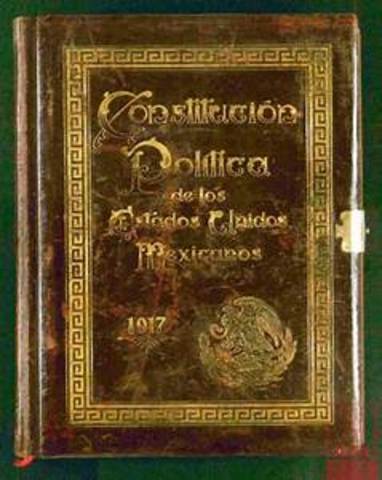 Constitución
Política
de los
Estados Unidos
Mexicanos
1917